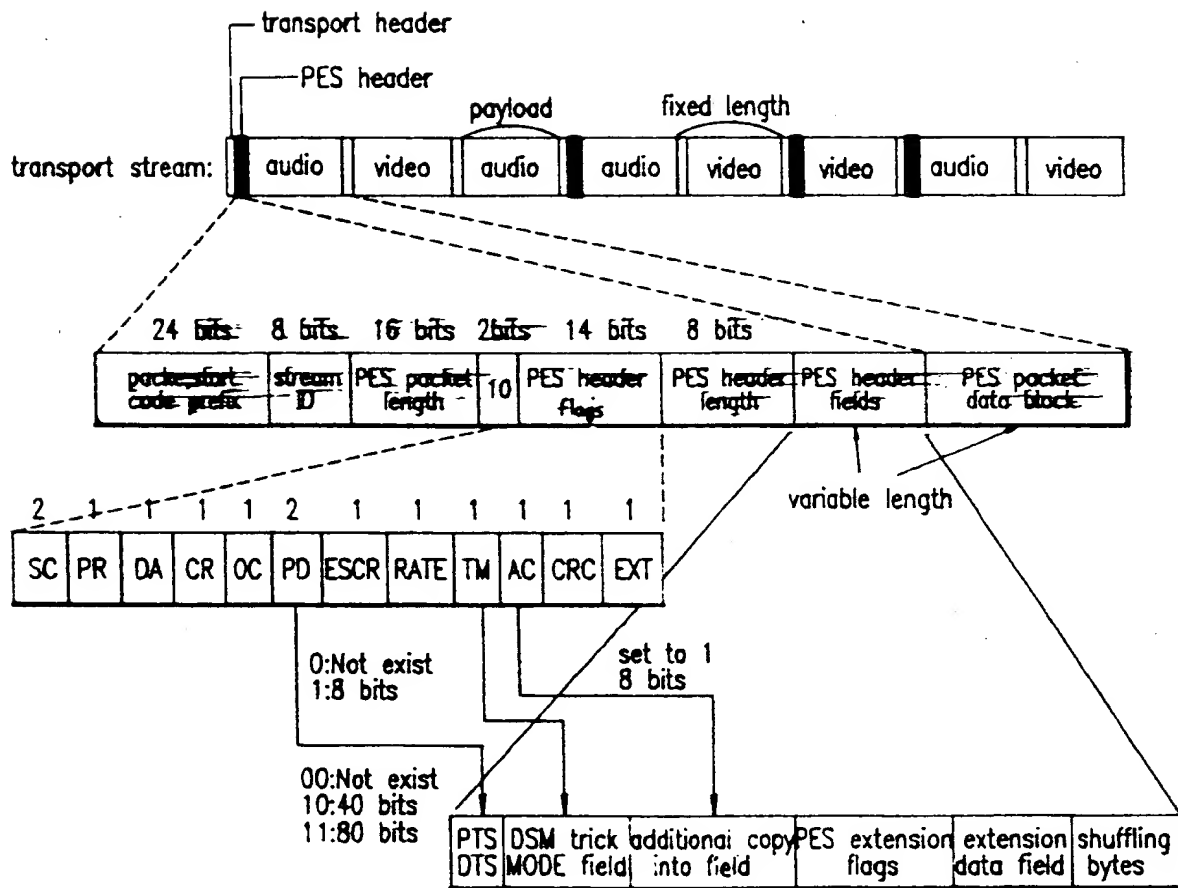 transport header
PES header
payload
fixed length
transport stream:
audio
video
audio
audio
video
video
audio
video
24 bits
8 bits
16 bits
2bits
14 bits
8 bits
stream ID
PES packet length
10
PES header flags
PES header length
PES header fields
PES packet data block
code prefix
variable length
2 1 1 1 1 2 1 1 1 1 1 1
SC PR DA CR OC PD ESCR RATE TM AC CRC EXT
0:Not exist
1:8 bits
set to 1
8 bits
00:Not exist
10:40 bits
11:80 bits
PTS DTS
DSM trick MODE field
additional copy into field
PES extension flags
extension data field
shuffling bytes